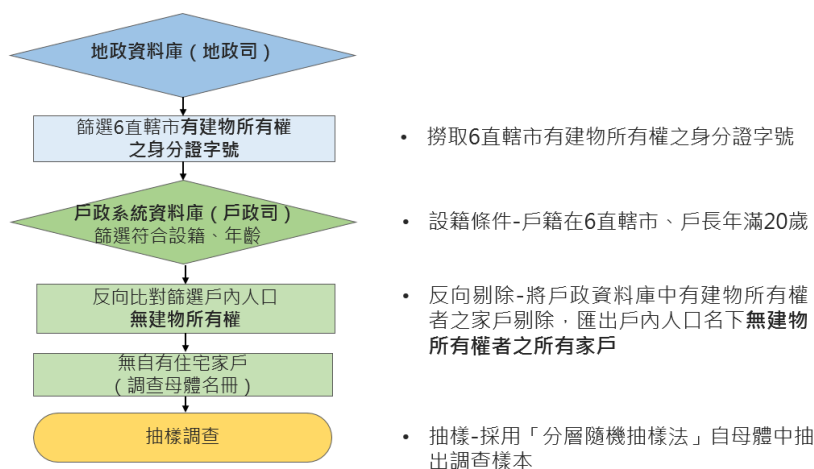 地政資料庫（地政司）
篩選6直轄市有建物所有權
之身分證字號
• 撈取6直轄市有建物所有權之身分證字號
戶政系統資料庫（戶政司）
篩選符合設籍、年齡
• 設籍條件-戶籍在6直轄市、戶長年滿20歲
反向比對篩選戶內人口
無建物所有權
• 反向剔除-將戶政資料庫中有建物所有權
者之家戶剔除，匯出戶內人口名下無建物
所有權者之所有家戶
無自有住宅家戶
（調查母體名冊）
抽樣調查
• 抽樣-採用「分層隨機抽樣法」自母體中抽
出調查樣本